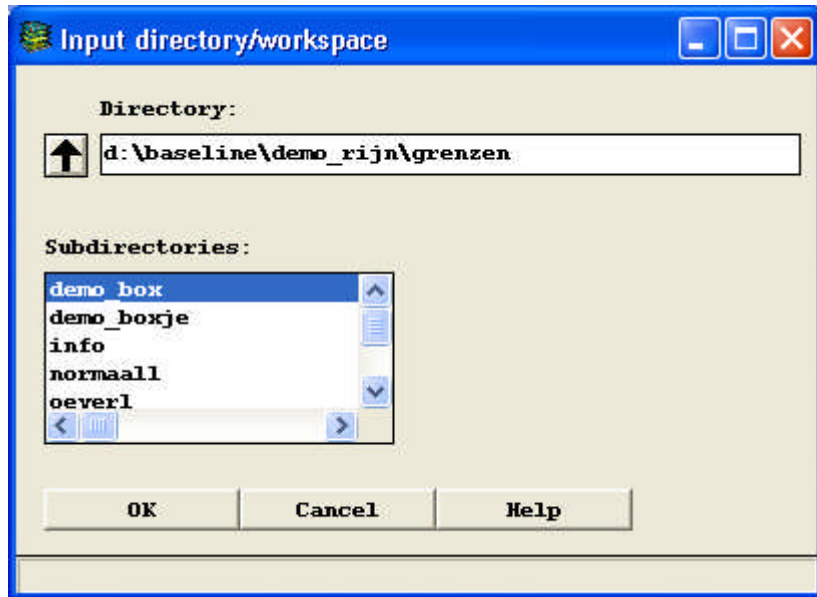 Input directory/workspace
Directory:
d:\baseline\demo_rijn\grenzen
Subdirectories:
demo_box
demo_boxje
info
normaall
oeverl
OK Cancel Help